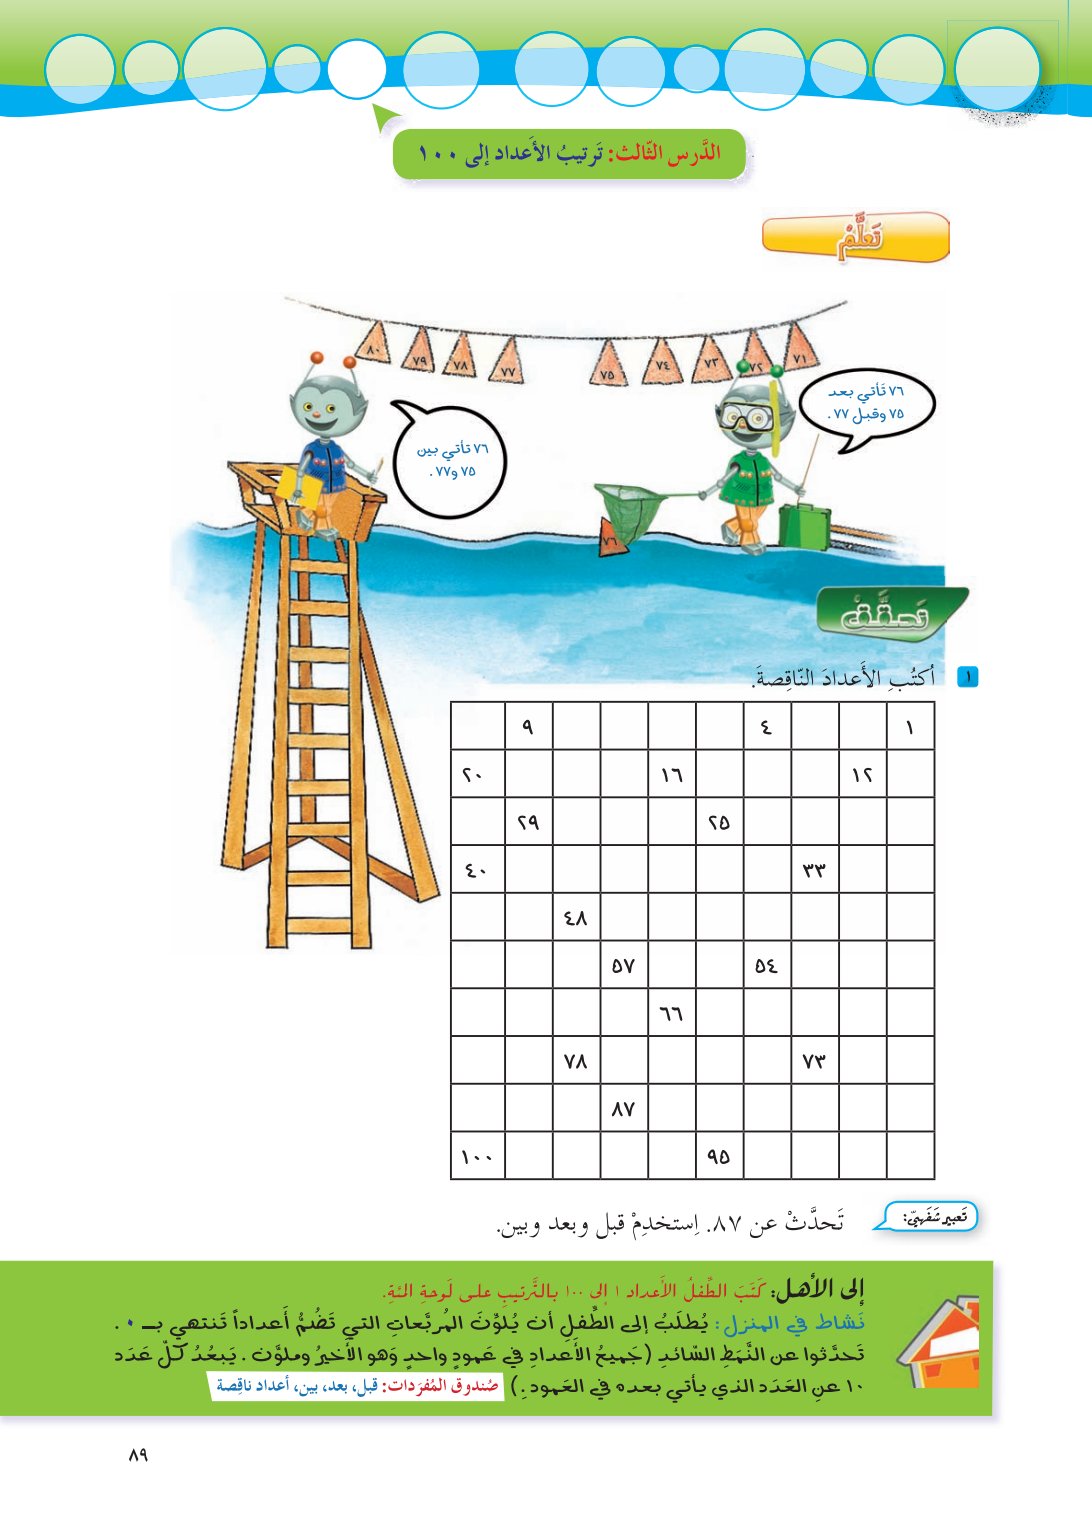 الدَّرس الثّالث: تَرتيبُ الأَعداد إلى ١٠٠
تَعلَّمْ
٧١
٧٢
٧٣
٧٤
٧٥
٧٧
٧٨
٧٩
٨٠
٧٦ تَأتي بعد
٧٥ وقبل ٧٧ .
٧٦ تأتي بين
٧٥ و٧٧ .
٧٦
تَحقَّقْ
١ اُكتُبِ الأَعدادَ النّاقِصةَ.
١ ٤ ٩
١٢ ١٦ ٢٠
٢٥ ٢٩
٣٣ ٤٠
٤٨
٥٤ ٥٧
٦٦
٧٣ ٧٨
٨٧
٩٥ ١٠٠
تَعبير شَفَهيّ:
تَحدَّثْ عن ٨٧. اِستخدِمْ قبل وبعد وبين.
إِلى الأهل: كَتَبَ الطِّفلُ الأَعداد ١ إلى ١٠٠ بالتَّرتيبِ على لَوحةِ المئةِ.
نَشاط في المنزل: يُطلَبُ إلى الطِّفلِ أن يُلوِّنَ المُربَّعاتِ التي تَضُمُّ أَعداداً تَنتهي بـ ٠ .
تَحدَّثوا عن النَّمَطِ السّائدِ (جَميعُ الأَعدادِ في عَمودٍ واحدٍ وَهو الأَخيرُ وملوَّن . يَبعُدُ كلّ عَدَد
١٠ عنِ العَدَد الذي يأتي بعده في العَمود.) صُندوق المُفرَدات: قبل، بعد، بين، أعداد ناقِصة
٨٩